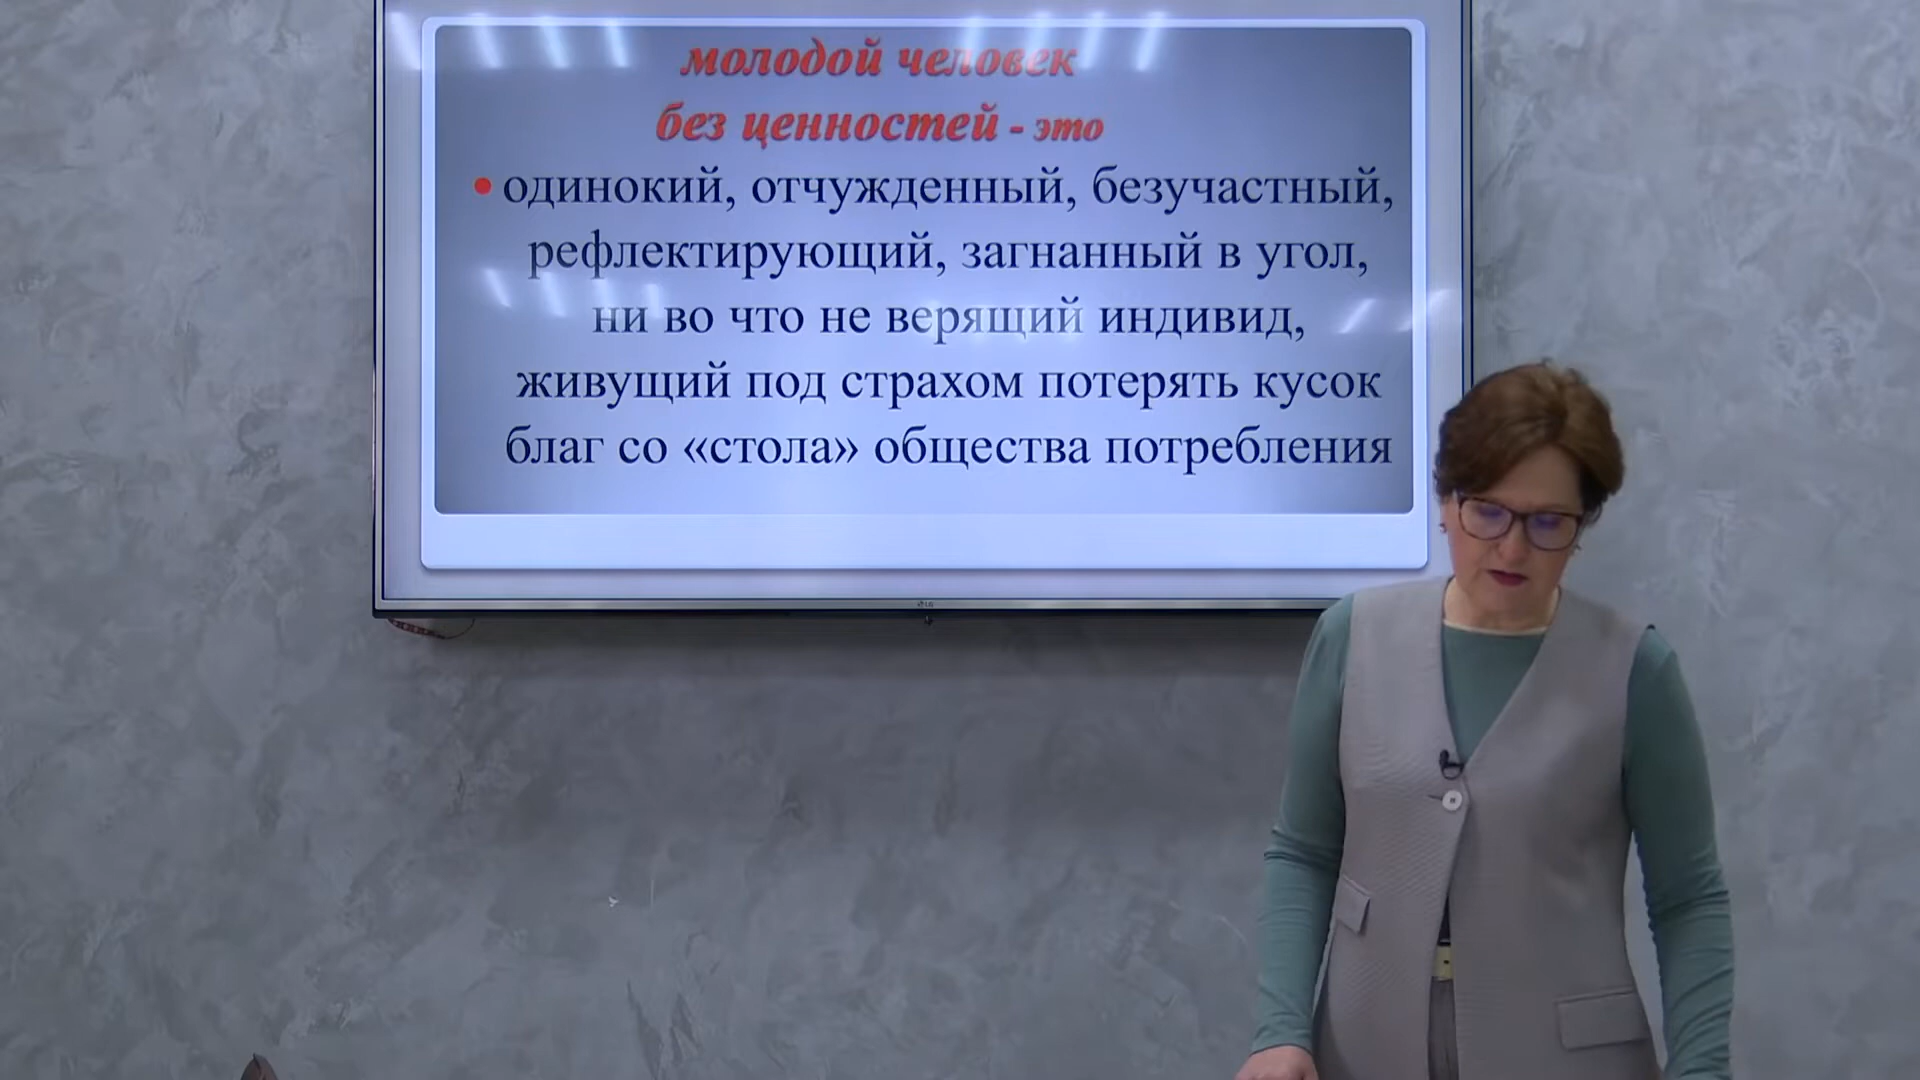 молодой человек
без ценностей - это
• одинокий, отчужденный, безучастный,
рефлектирующий, загнанный в угол,
ни во что не верящий индивид,
живущий под страхом потерять кусок
благ со «стола» общества потребления
LG